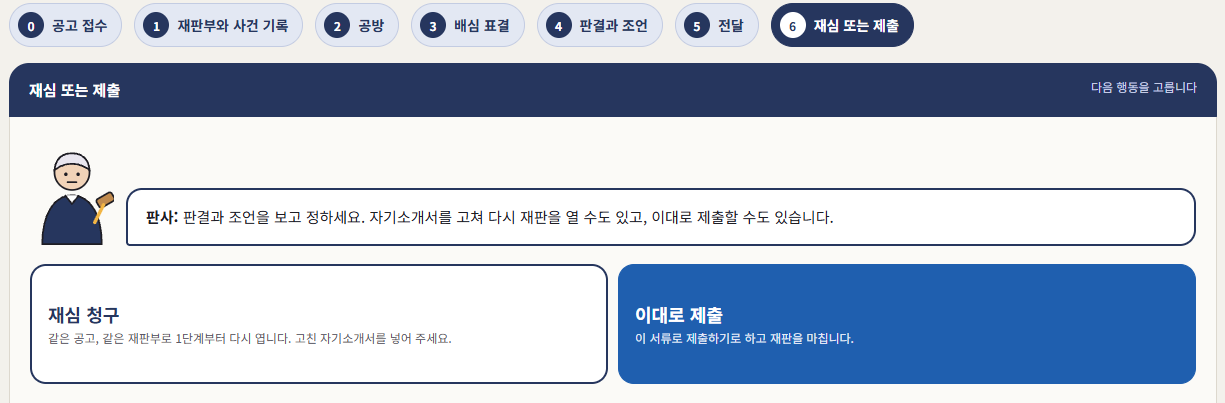 0 공고 접수
1 재판부와 사건 기록
2 공방
3 배심 표결
4 판결과 조언
5 전달
6 재심 또는 제출
재심 또는 제출
다음 행동을 고릅니다
판사: 판결과 조언을 보고 정하세요. 자기소개서를 고쳐 다시 재판을 열 수도 있고, 이대로 제출할 수도 있습니다.
재심 청구
같은 공고, 같은 재판부로 1단계부터 다시 엽니다. 고친 자기소개서를 넣어 주세요.
이대로 제출
이 서류로 제출하기로 하고 재판을 마칩니다.